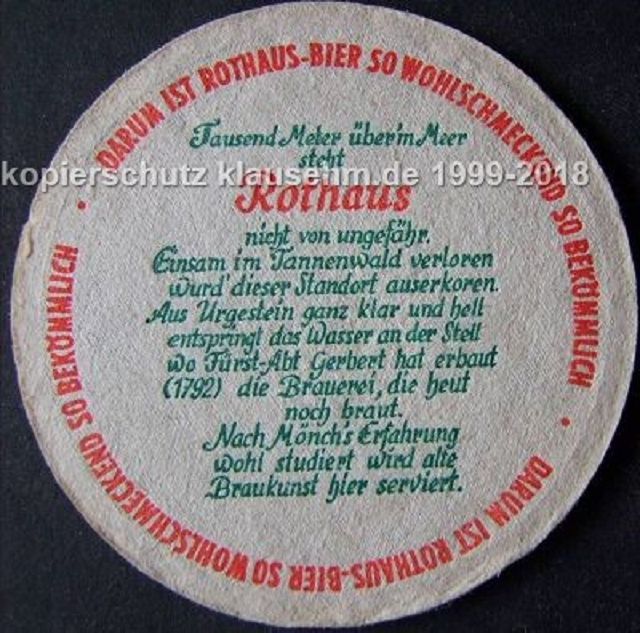 DARUM IST ROTHAUS-BIER SO WOHLSCHMECKEND SO BEKÖMMLICH •
DARUM IST ROTHAUS-BIER SO WOHLSCHMECKEND SO BEKÖMMLICH •
Tausend Meter über'm Meer
steht
kopierschutz klausehm.de 1999-2018
Rothaus
nicht von ungefähr.
Einsam im Tannenwald verloren
wurd dieser Standort auserkoren.
Aus Urgestein ganz klar und hell
entspringt das Wasser an der Stell
wo Fürst-Abt Gerbert hat erbaut
(1792) die Brauerei, die heut
noch braut.
Nach Mönch's Erfahrung
wohl studiert wird alte
Braukunst hier serviert.